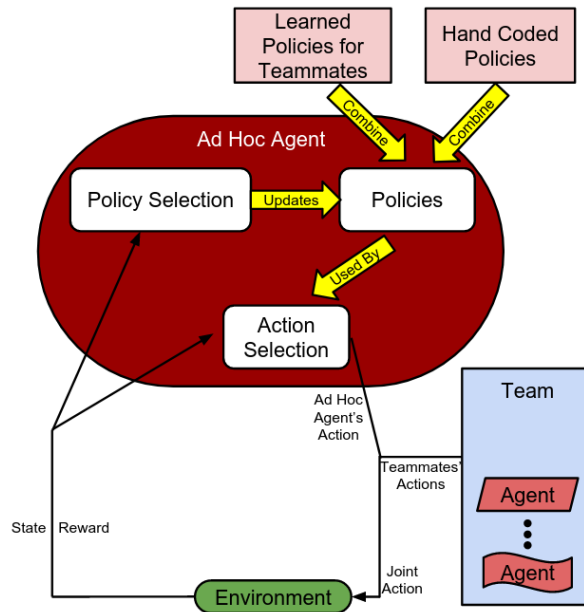 Learned
Policies for
Teammates
Hand Coded
Policies
Combine
Combine
Ad Hoc Agent
Policy Selection
Updates
Policies
Used By
Action
Selection
Ad Hoc
Agent's
Action
Team
Teammates'
Actions
Agent
Agent
State
Reward
Joint
Action
Environment